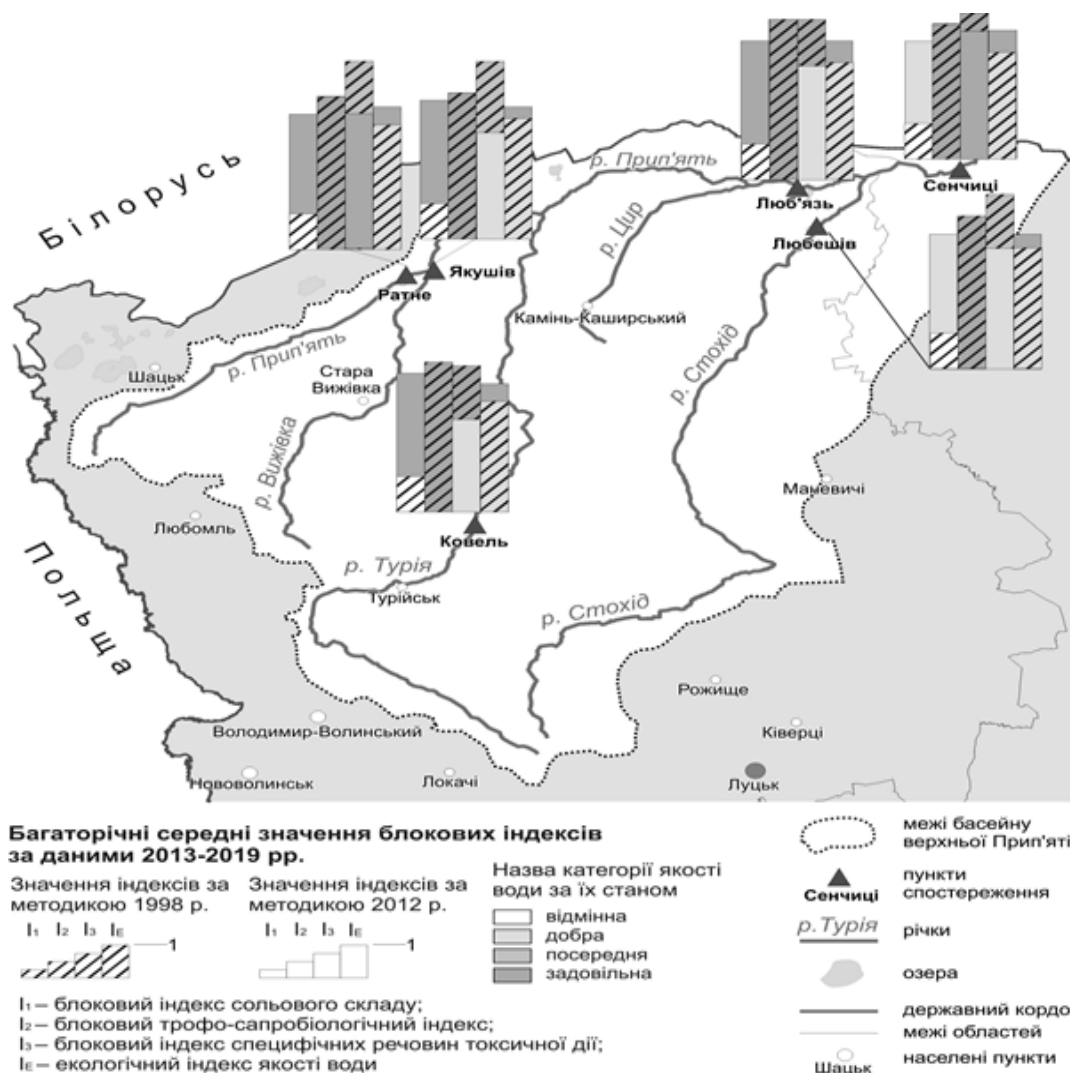 Білорусь
р. Прип'ять
Сенчиці
Люб'язь
р. Цир
Любешів
Якушів
Ратне
Камінь-Каширський
р. Прип'ять
Шацьк
Стара
Вижівка
р. Стохід
р. Вижівка
Маневичі
Любомль
Ковель
Польща
р. Турія
Турійськ
р. Стохід
Рожище
Володимир-Волинський
Ківерці
Нововолинськ
Локачі
Луцьк
Багаторічні середні значення блокових індексів
за даними 2013-2019 рр.
Значення індексів за
методикою 1998 р.
I₁ I₂ I₃ Iᴇ
1
Значення індексів за
методикою 2012 р.
I₁ I₂ I₃ Iᴇ
1
Назва категорії якості
води за їх станом
відмінна
добра
посередня
задовільна
I₁ – блоковий індекс сольового складу;
I₂ – блоковий трофо-сапробіологічний індекс;
I₃ – блоковий індекс специфічних речовин токсичної дії;
Iᴇ – екологічний індекс якості води
межі басейну
верхньої Прип'яті
Сенчиці
пункти
спостереження
р.Турія
річки
озера
державний кордо
межі областей
Шацьк
населені пункти